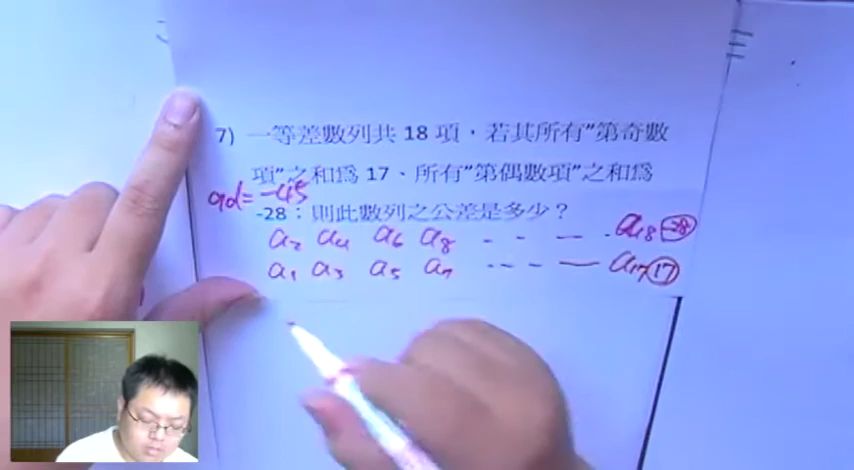 7) 一等差數列共 18 項，若其所有"第奇數
項"之和為 17、所有"第偶數項"之和為
9d=-45
-28：則此數列之公差是多少？
a₂ a₄ a₆ a₈ - - — · a₁₈ -28
a₁ a₃ a₅ a₇ --- - — a₁₇ 17